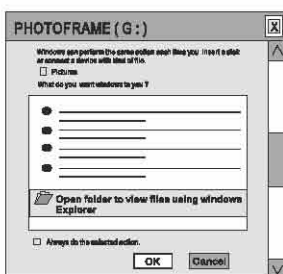 PHOTOFRAME (G:)
X
Windows can perform the same action each time you insert a disk
or connect a device with kind of file.
Pictures
What do you want windows to you ?
Open folder to view files using windows
Explorer
Always do the selected action.
OK
Cancel